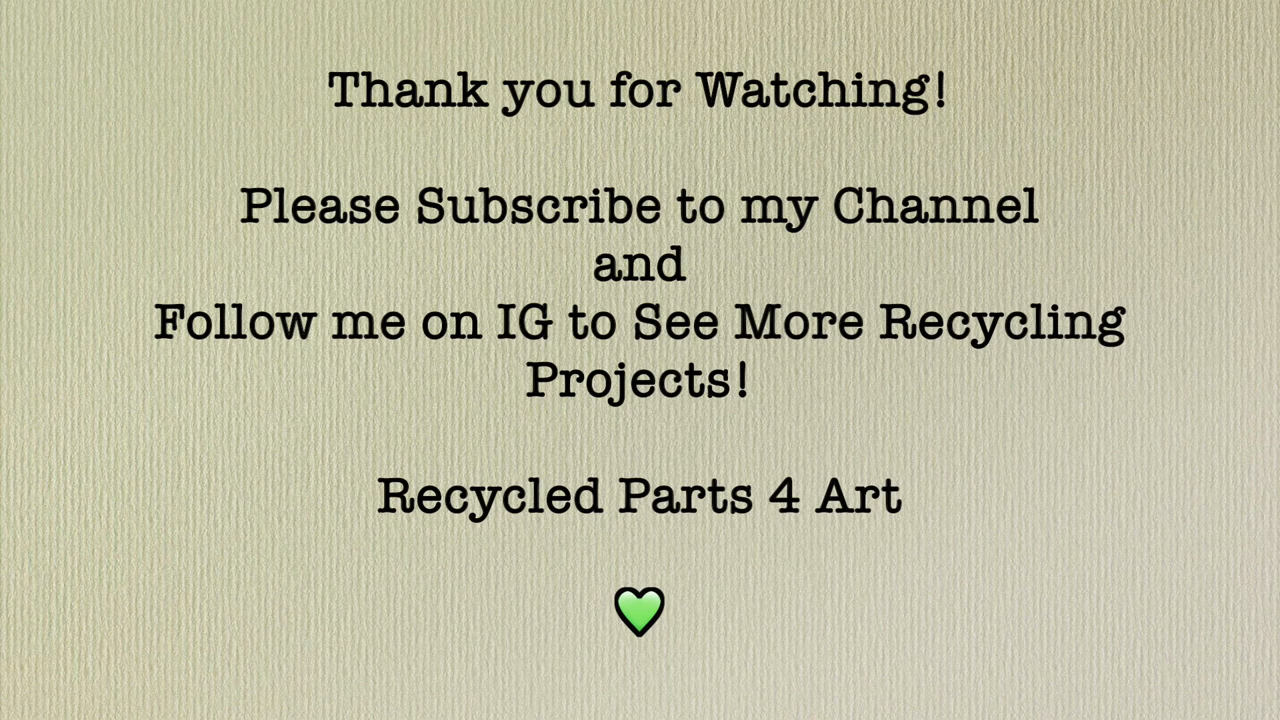 Thank you for Watching!
Please Subscribe to my Channel
and
Follow me on IG to See More Recycling
Projects!
Recycled Parts 4 Art
💚